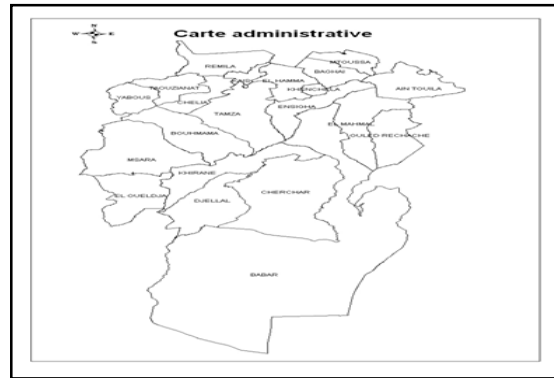 Carte administrative
N
W E
S
REMILA
MTOUSSA
BAGHAI
EL HAMMA
TAOUZIANAT
KHENCHELA
AIN TOUILA
YABOUS
CHELIA
TAMZA
ENSIGHA
EL MAHMAL
OULED RECHACHE
BOUHMAMA
MSARA
KHIRANE
EL OUELDJA
CHERCHAR
DJELLAL
BABAR